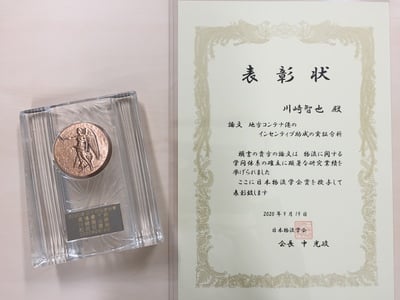 表彰状
川崎智也 殿
論文 地方コンテナ港の
インセンティブ助成の実証分析
頭書の貴方の論文は 物流に関する
学問体系の確立に顕著な研究業績を
挙げられました
ここに日本物流学会賞を授与して
表彰致します
2020年9月19日
日本物流学会
会長 中 光政